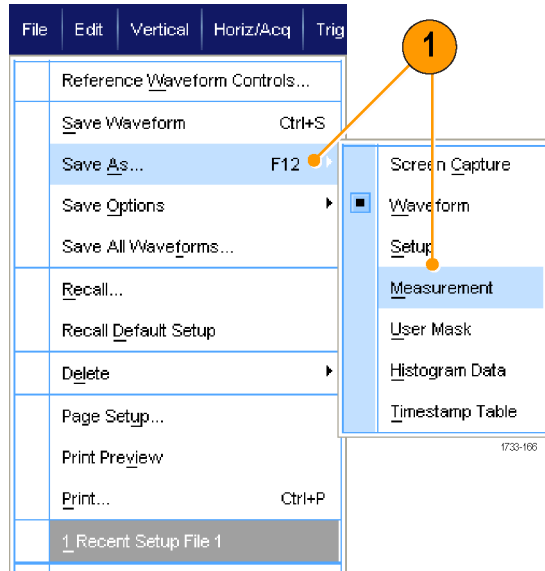 File Edit Vertical Horiz/Acq Trig
1
Reference Waveform Controls...
Save Waveform Ctrl+S
Save As... F12
Save Options
Save All Waveforms...
Recall...
Recall Default Setup
Delete
Page Setup...
Print Preview
Print... Ctrl+P
1 Recent Setup File 1
Screen Capture
Waveform
Setup
Measurement
User Mask
Histogram Data
Timestamp Table
1733-166